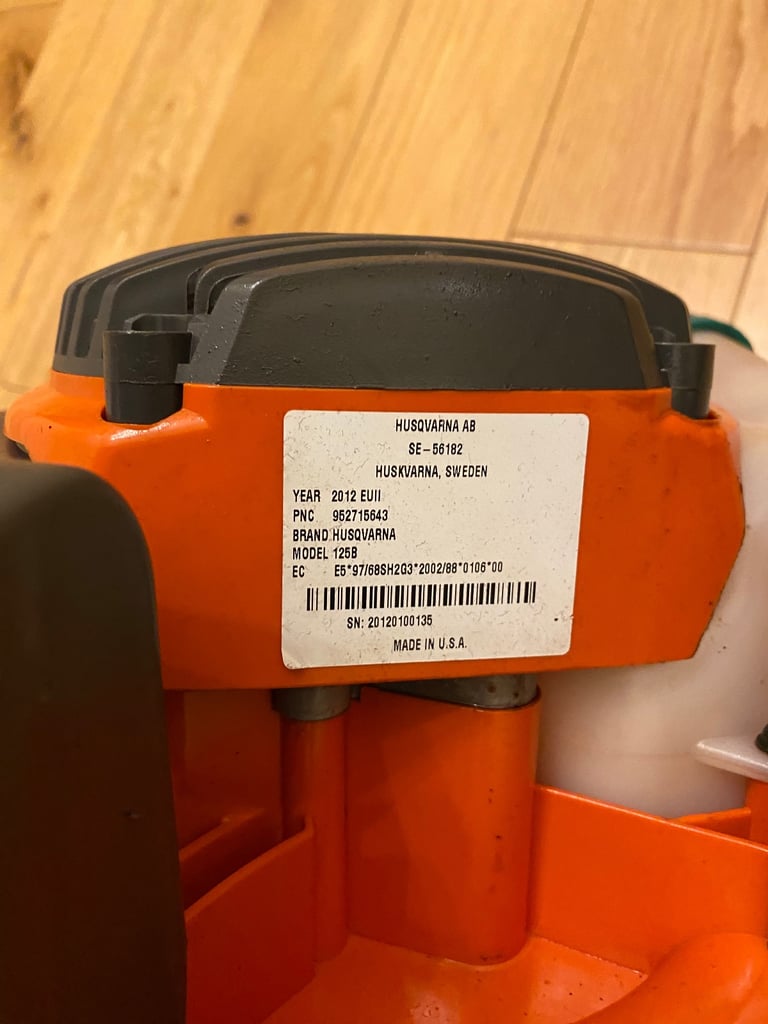 HUSQVARNA AB
SE-56182
HUSKVARNA, SWEDEN
YEAR 2012 EUII
PNC 952715643
BRAND HUSQVARNA
MODEL 125B
EC E5*97/68SH2G3*2002/88*0106*00
SN: 20120100135
MADE IN U.S.A.